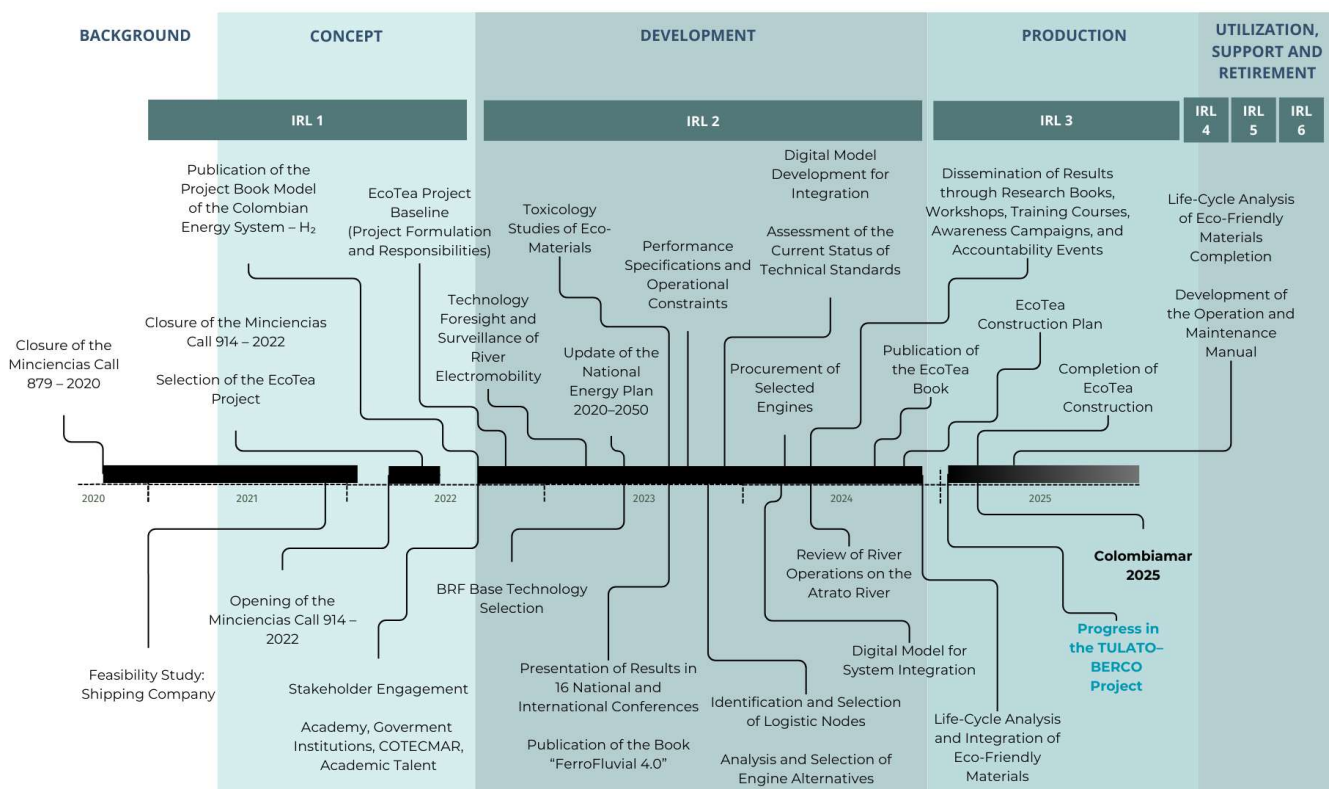 BACKGROUND
CONCEPT
DEVELOPMENT
PRODUCTION
UTILIZATION,
SUPPORT AND
RETIREMENT
IRL 1
IRL 2
IRL 3
IRL
4
IRL
5
IRL
6
Publication of the
Project Book Model
of the Colombian
Energy System – H₂
EcoTea Project
Baseline
(Project Formulation
and Responsibilities)
Toxicology
Studies of Eco-
Materials
Performance
Specifications and
Operational
Constraints
Digital Model
Development for
Integration
Assessment of the
Current Status of
Technical Standards
Dissemination of Results
through Research Books,
Workshops, Training Courses,
Awareness Campaigns, and
Accountability Events
Life-Cycle Analysis
of Eco-Friendly
Materials
Completion
Closure of the
Minciencias Call
879 – 2020
Closure of the Minciencias
Call 914 – 2022
Selection of the EcoTea
Project
Technology
Foresight and
Surveillance of
River
Electromobility
Update of the
National
Energy Plan
2020–2050
Procurement of
Selected
Engines
Publication of
the EcoTea
Book
EcoTea
Construction Plan
Completion of
EcoTea
Construction
Development of
the Operation and
Maintenance
Manual
2020
2021
2022
2023
2024
2025
Feasibility Study:
Shipping Company
Opening of the
Minciencias Call 914 –
2022
Stakeholder Engagement
Academy, Goverment
Institutions, COTECMAR,
Academic Talent
BRF Base Technology
Selection
Presentation of Results in
16 National and
International Conferences
Publication of the Book
“FerroFluvial 4.0”
Identification and Selection
of Logistic Nodes
Analysis and Selection of
Engine Alternatives
Review of River
Operations on the
Atrato River
Digital Model for
System Integration
Life-Cycle Analysis
and Integration of
Eco-Friendly
Materials
Colombiamar
2025
Progress in
the TULATO–
BERCO
Project